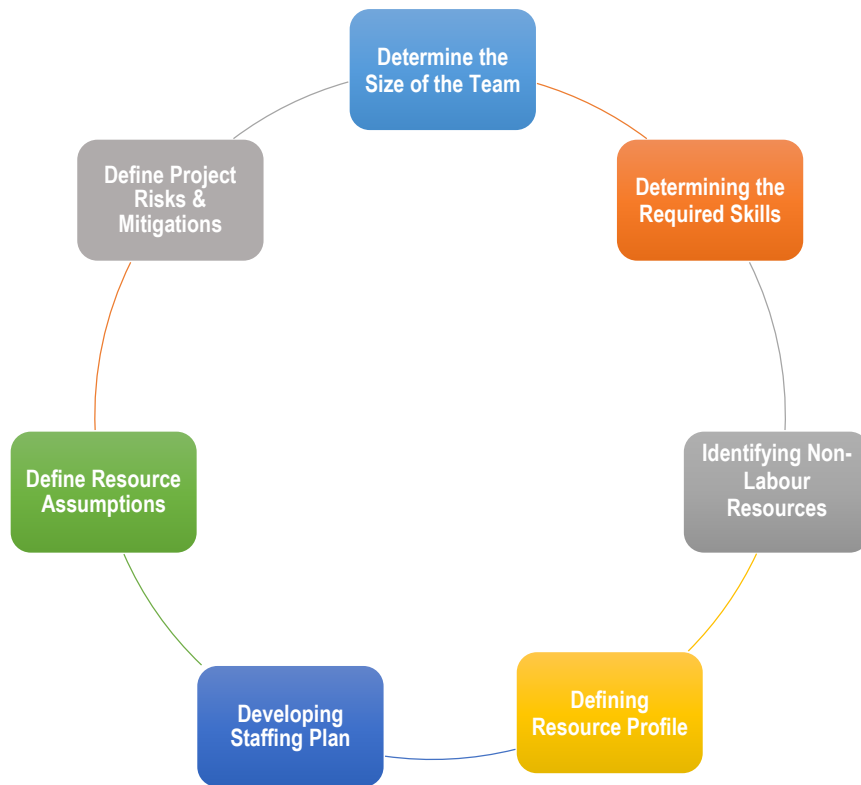 Determine the
Size of the Team
Determining the
Required Skills
Identifying Non-
Labour
Resources
Defining
Resource Profile
Developing
Staffing Plan
Define Resource
Assumptions
Define Project
Risks &
Mitigations